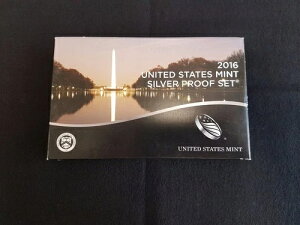 2016
UNITED STATES MINT
SILVER PROOF SET®
UNITED STATES MINT